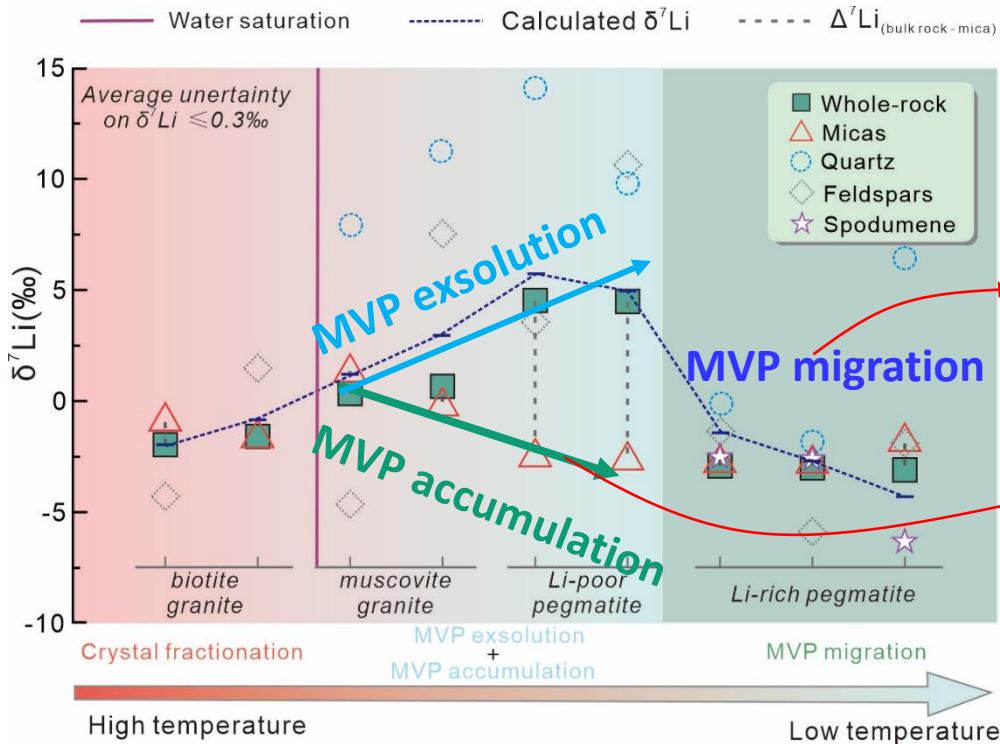 Water saturation
Calculated δ⁷Li
Δ⁷Li(bulk rock - mica)
15
10
5
0
-5
-10
δ⁷Li(‰)
Average unertainty
on δ⁷Li ≤0.3‰
Whole-rock
Micas
Quartz
Feldspars
Spodumene
MVP exsolution
MVP accumulation
MVP migration
biotite
granite
muscovite
granite
Li-poor
pegmatite
Li-rich pegmatite
Crystal fractionation
MVP exsolution
+
MVP accumulation
MVP migration
High temperature
Low temperature